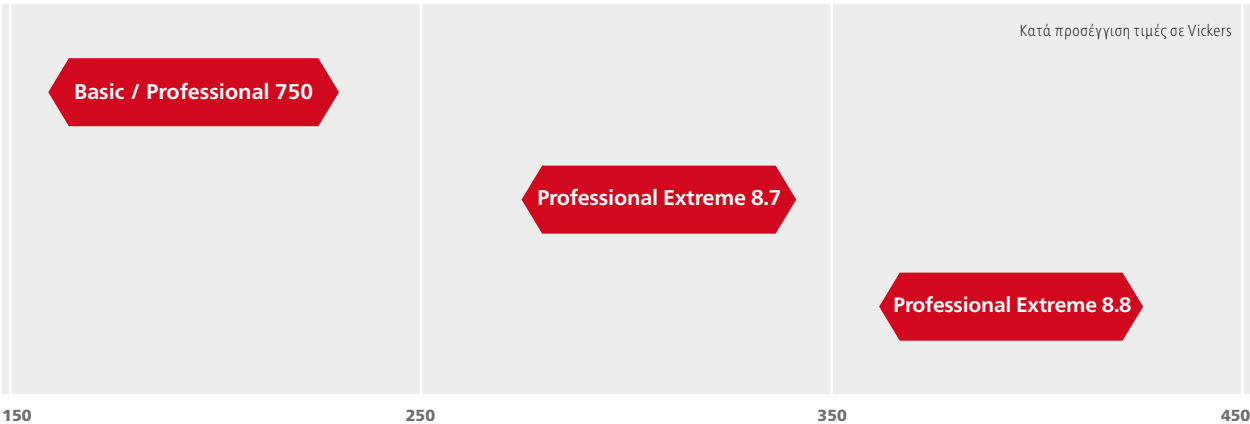 Κατά προσέγγιση τιμές σε Vickers
Basic / Professional 750
Professional Extreme 8.7
Professional Extreme 8.8
150 250 350 450